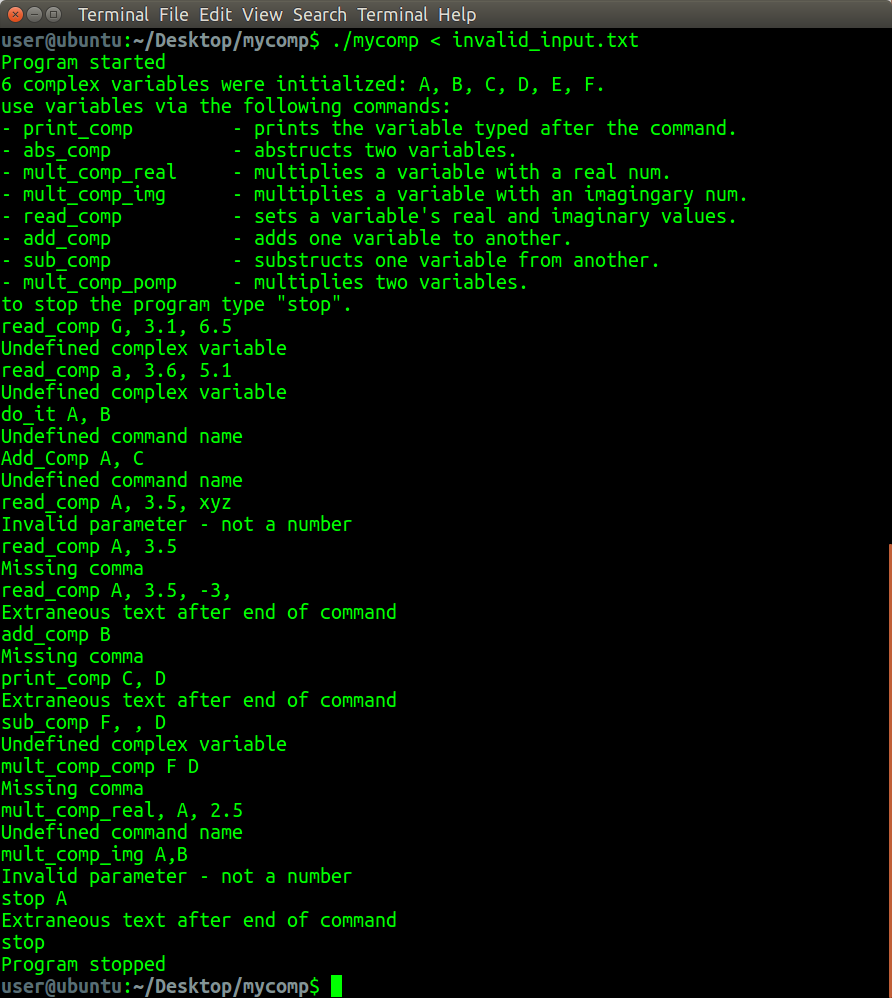 Terminal File Edit View Search Terminal Help
user@ubuntu:~/Desktop/mycomp$ ./mycomp < invalid_input.txt
Program started
6 complex variables were initialized: A, B, C, D, E, F.
use variables via the following commands:
- print_comp         - prints the variable typed after the command.
- abs_comp           - abstructs two variables.
- mult_comp_real     - multiplies a variable with a real num.
- mult_comp_img      - multiplies a variable with an imagingary num.
- read_comp          - sets a variable's real and imaginary values.
- add_comp           - adds one variable to another.
- sub_comp           - substructs one variable from another.
- mult_comp_pomp     - multiplies two variables.
to stop the program type "stop".
read_comp G, 3.1, 6.5
Undefined complex variable
read_comp a, 3.6, 5.1
Undefined complex variable
do_it A, B
Undefined command name
Add_Comp A, C
Undefined command name
read_comp A, 3.5, xyz
Invalid parameter - not a number
read_comp A, 3.5
Missing comma
read_comp A, 3.5, -3,
Extraneous text after end of command
add_comp B
Missing comma
print_comp C, D
Extraneous text after end of command
sub_comp F, , D
Undefined complex variable
mult_comp_comp F D
Missing comma
mult_comp_real, A, 2.5
Undefined command name
mult_comp_img A,B
Invalid parameter - not a number
stop A
Extraneous text after end of command
stop
Program stopped
user@ubuntu:~/Desktop/mycomp$